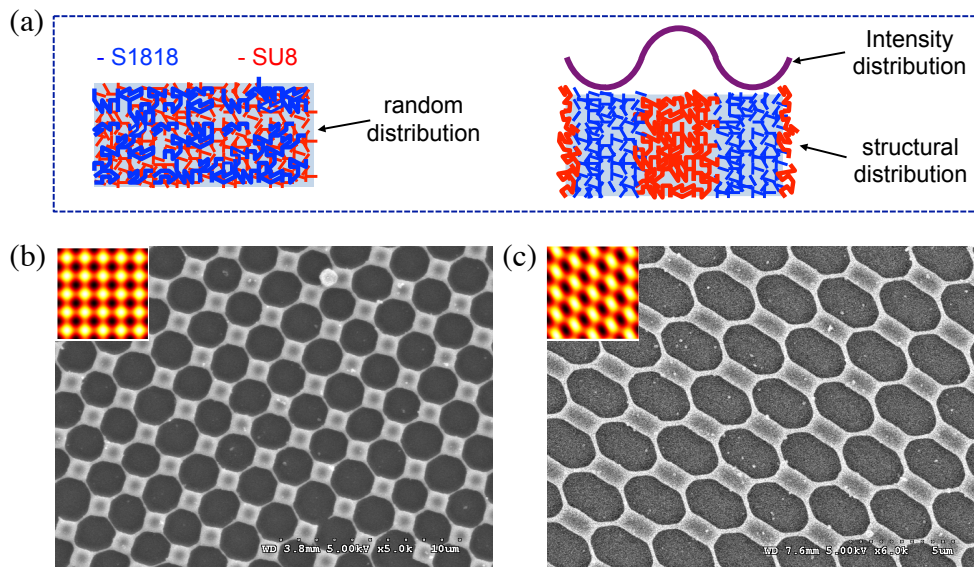 (a)
- S1818
- SU8
random
distribution
Intensity
distribution
structural
distribution
(b)
(c)
WD 3.8mm 5.00kV x5.0k 10um
WD 7.6mm 5.00kV x6.0k 5um